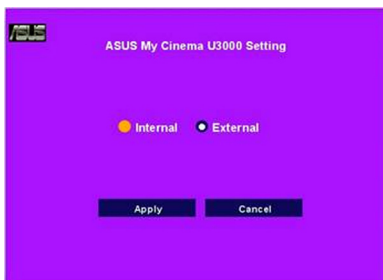 ASUS
ASUS My Cinema U3000 Setting
Internal External
Apply Cancel